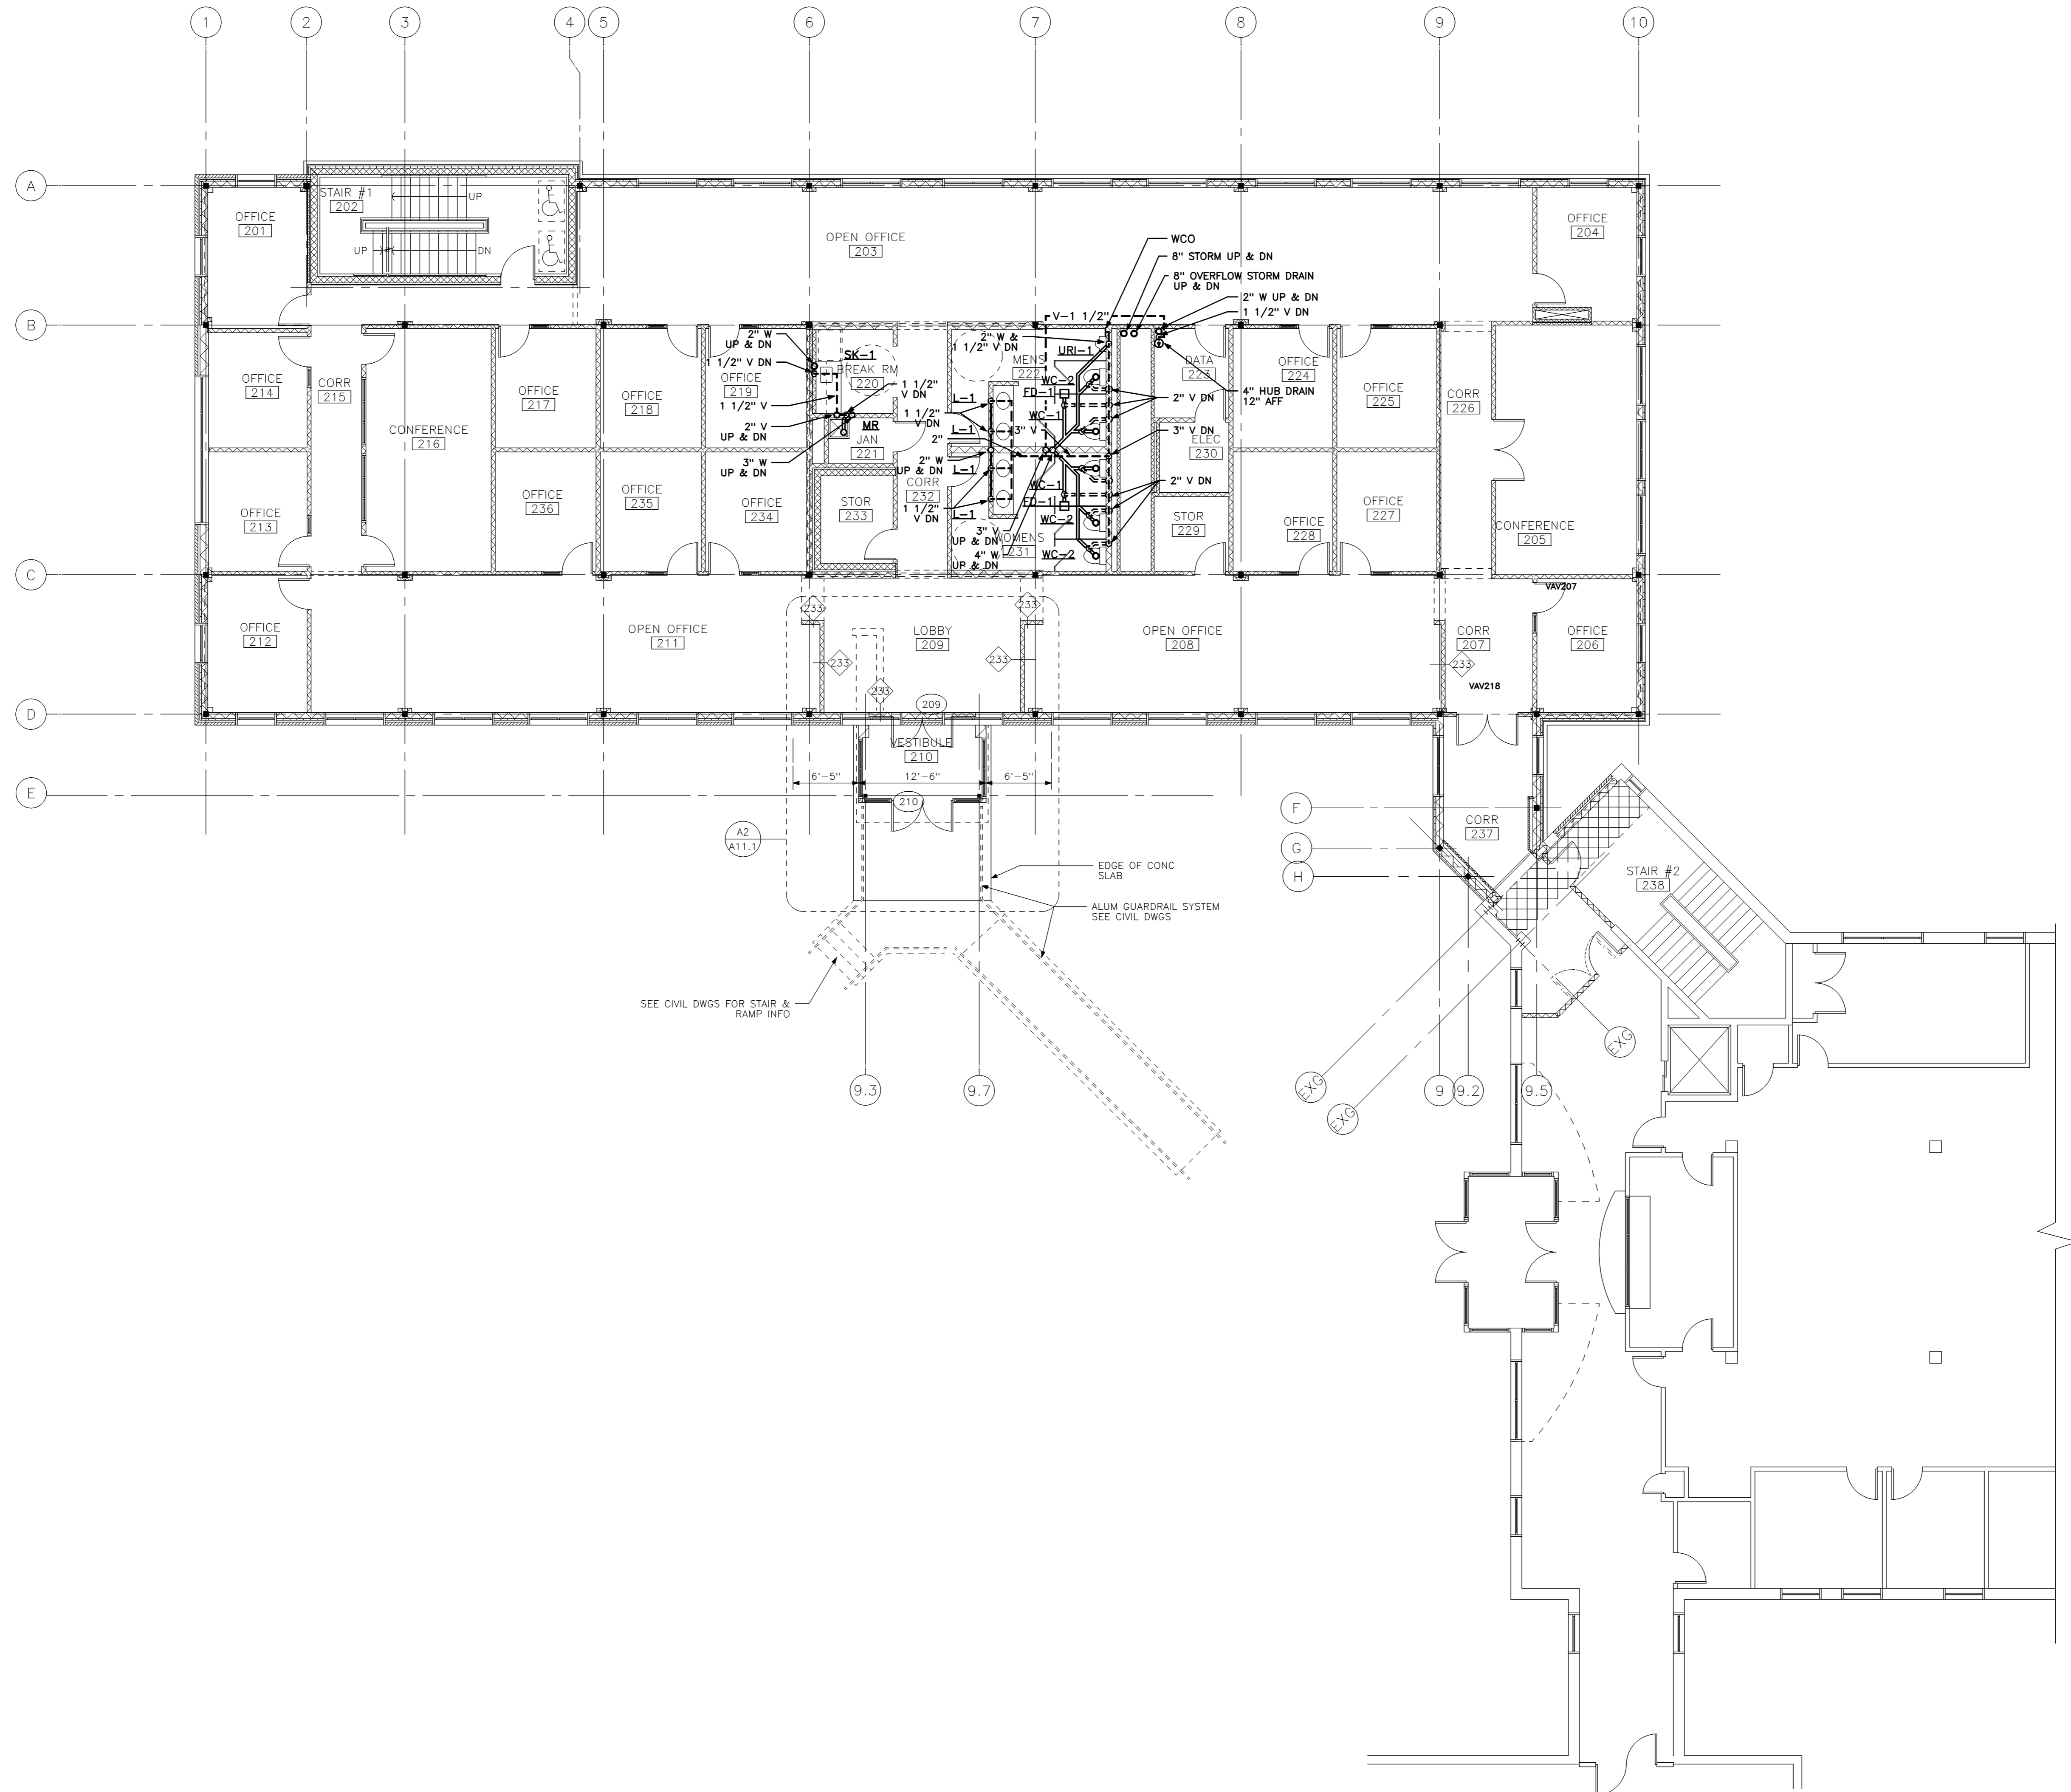 1
2
3
4
5
6
7
8
9
10
A
B
C
D
E
F
G
H
STAIR #1
202
UP
UP
DN
OFFICE
201
OPEN OFFICE
203
OFFICE
204
WCO
8" STORM UP & DN
8" OVERFLOW STORM DRAIN
UP & DN
2" W UP & DN
1 1/2" V DN
V-1 1/2"
2" W
UP & DN
SK-1
1 1/2" V DN
BREAK RM
220
2" W &
1 1/2" V DN
URI-1
MENS
222
DATA
223
OFFICE
214
CORR
215
CONFERENCE
216
OFFICE
217
OFFICE
218
OFFICE
219
1 1/2"
V DN
1 1/2" V
2" V
UP & DN
MR
JAN
221
3" W
UP & DN
L-1
L-1
L-1
L-1
1 1/2"
V DN
2"
2" W
UP & DN
1 1/2"
V DN
WC-2
FD-1
WC-1
3" V
WC-1
FD-1
WC-2
WC-2
2" V DN
3" V DN
2" V DN
4" HUB DRAIN
12" AFF
3" V
UP & DN
4" W
UP & DN
WOMENS
231
ELEC
230
STOR
229
OFFICE
224
OFFICE
225
CORR
226
OFFICE
213
OFFICE
236
OFFICE
235
OFFICE
234
STOR
233
CORR
232
OFFICE
228
OFFICE
227
CONFERENCE
205
VAV207
OFFICE
212
OPEN OFFICE
211
LOBBY
209
OPEN OFFICE
208
CORR
207
OFFICE
206
VAV218
233
233
233
233
233
233
209
VESTIBULE
210
6'-5"
12'-6"
6'-5"
210
A2
A11.1
EDGE OF CONC
SLAB
ALUM GUARDRAIL SYSTEM
SEE CIVIL DWGS
SEE CIVIL DWGS FOR STAIR &
RAMP INFO
CORR
237
STAIR #2
238
9.3
9.7
EXG
EXG
EXG
9
9.2
9.5